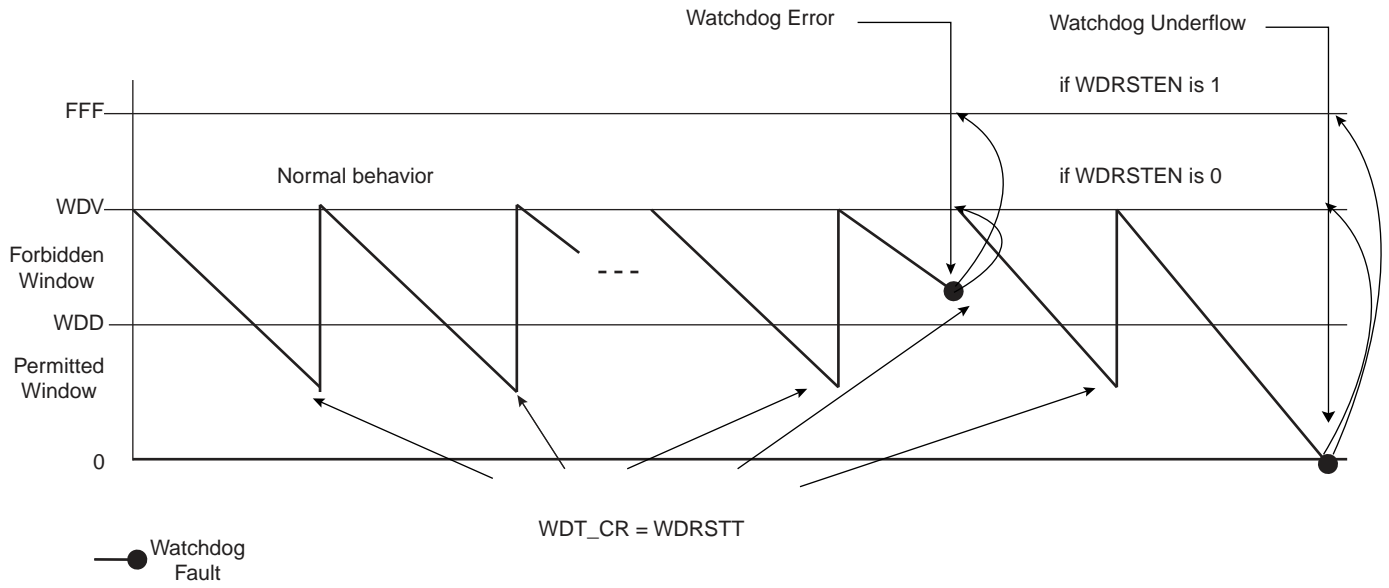 Watchdog Error
Watchdog Underflow
if WDRSTEN is 1
FFF
Normal behavior
if WDRSTEN is 0
WDV
Forbidden
Window
WDD
Permitted
Window
0
WDT_CR = WDRSTT
Watchdog
Fault